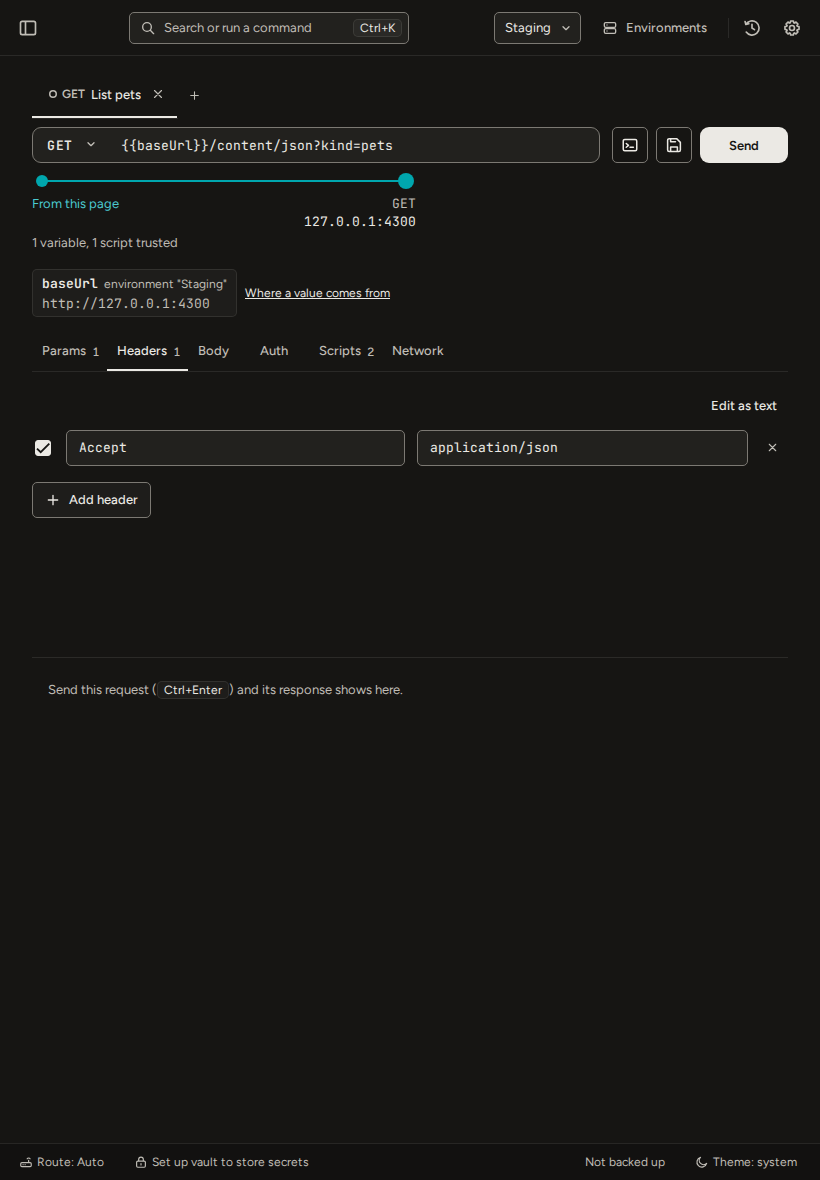 Search or run a command Ctrl+K Staging Environments
GET List pets
GET {{baseUrl}}/content/json?kind=pets Send
From this page GET
127.0.0.1:4300
1 variable, 1 script trusted
baseUrl environment "Staging"
http://127.0.0.1:4300
Where a value comes from
Params 1 Headers 1 Body Auth Scripts 2 Network
Edit as text
Accept application/json
Add header
Send this request (Ctrl+Enter) and its response shows here.
Route: Auto Set up vault to store secrets Not backed up Theme: system